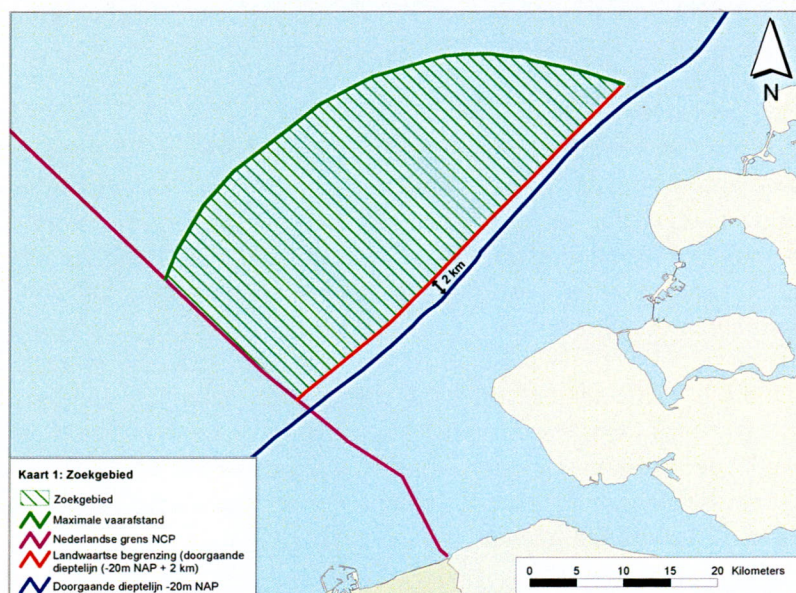 N
2 km
Kaart 1: Zoekgebied
Zoekgebied
Maximale vaarafstand
Nederlandse grens NCP
Landwaartse begrenzing (doorgaande
dieptelijn (-20m NAP + 2 km)
Doorgaande dieptelijn -20m NAP
0 5 10 15 20 Kilometers